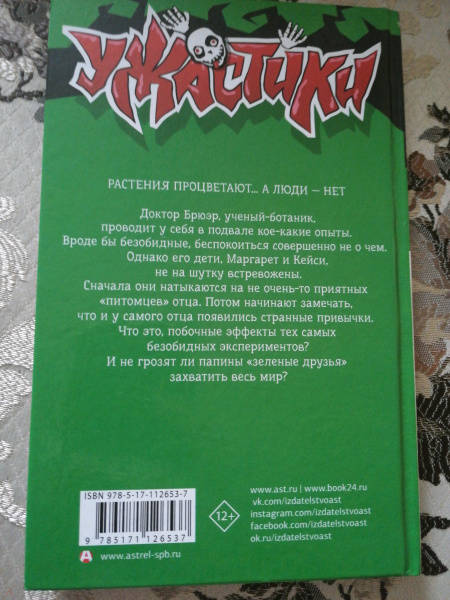 УЖАСТИКИ
РАСТЕНИЯ ПРОЦВЕТАЮТ... А ЛЮДИ — НЕТ
Доктор Брюэр, ученый-ботаник,
проводит у себя в подвале кое-какие опыты.
Вроде бы безобидные, беспокоиться совершенно не о чем.
Однако его дети, Маргарет и Кейси,
не на шутку встревожены.
Сначала они натыкаются на не очень-то приятных
«питомцев» отца. Потом начинают замечать,
что и у самого отца появились странные привычки.
Что это, побочные эффекты тех самых
безобидных экспериментов?
И не грозят ли папины «зеленые друзья»
захватить весь мир?
ISBN 978-5-17-112653-7
9 785171 126537
www.astrel-spb.ru
12+
www.ast.ru | www.book24.ru
vk.com/izdatelstvoast
instagram.com/izdatelstvoast
facebook.com/izdatelstvoast
ok.ru/izdatelstvoast